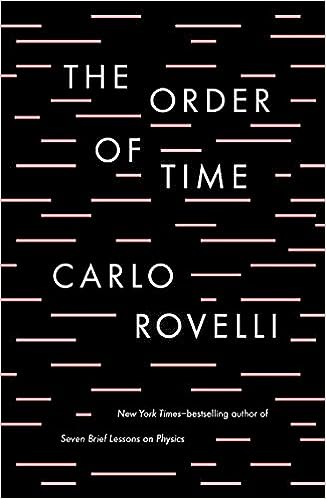 THE
ORDER
OF
TIME
CARLO
ROVELLI
New York Times–bestselling author of
Seven Brief Lessons on Physics